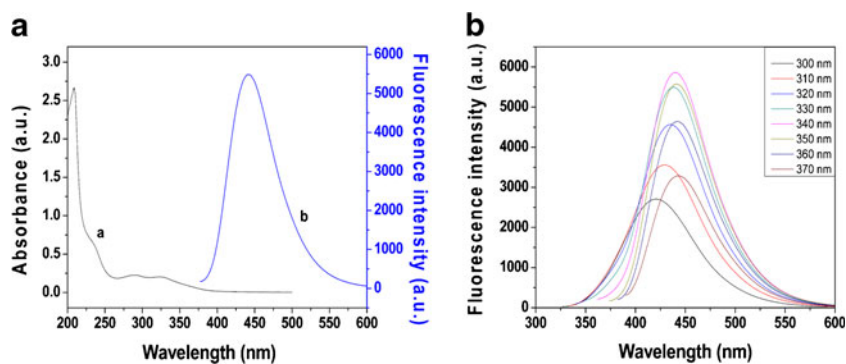 a
Absorbance (a.u.)
3.0
2.5
2.0
1.5
1.0
0.5
0.0
a
b
6000
5000
4000
3000
2000
1000
0
Fluorescence intensity (a.u.)
200 250 300 350 400 450 500 550 600
Wavelength (nm)
b
Fluorescence intensity (a.u.)
6000
5000
4000
3000
2000
1000
0
300 nm
310 nm
320 nm
330 nm
340 nm
350 nm
360 nm
370 nm
300 350 400 450 500 550 600
Wavelength (nm)